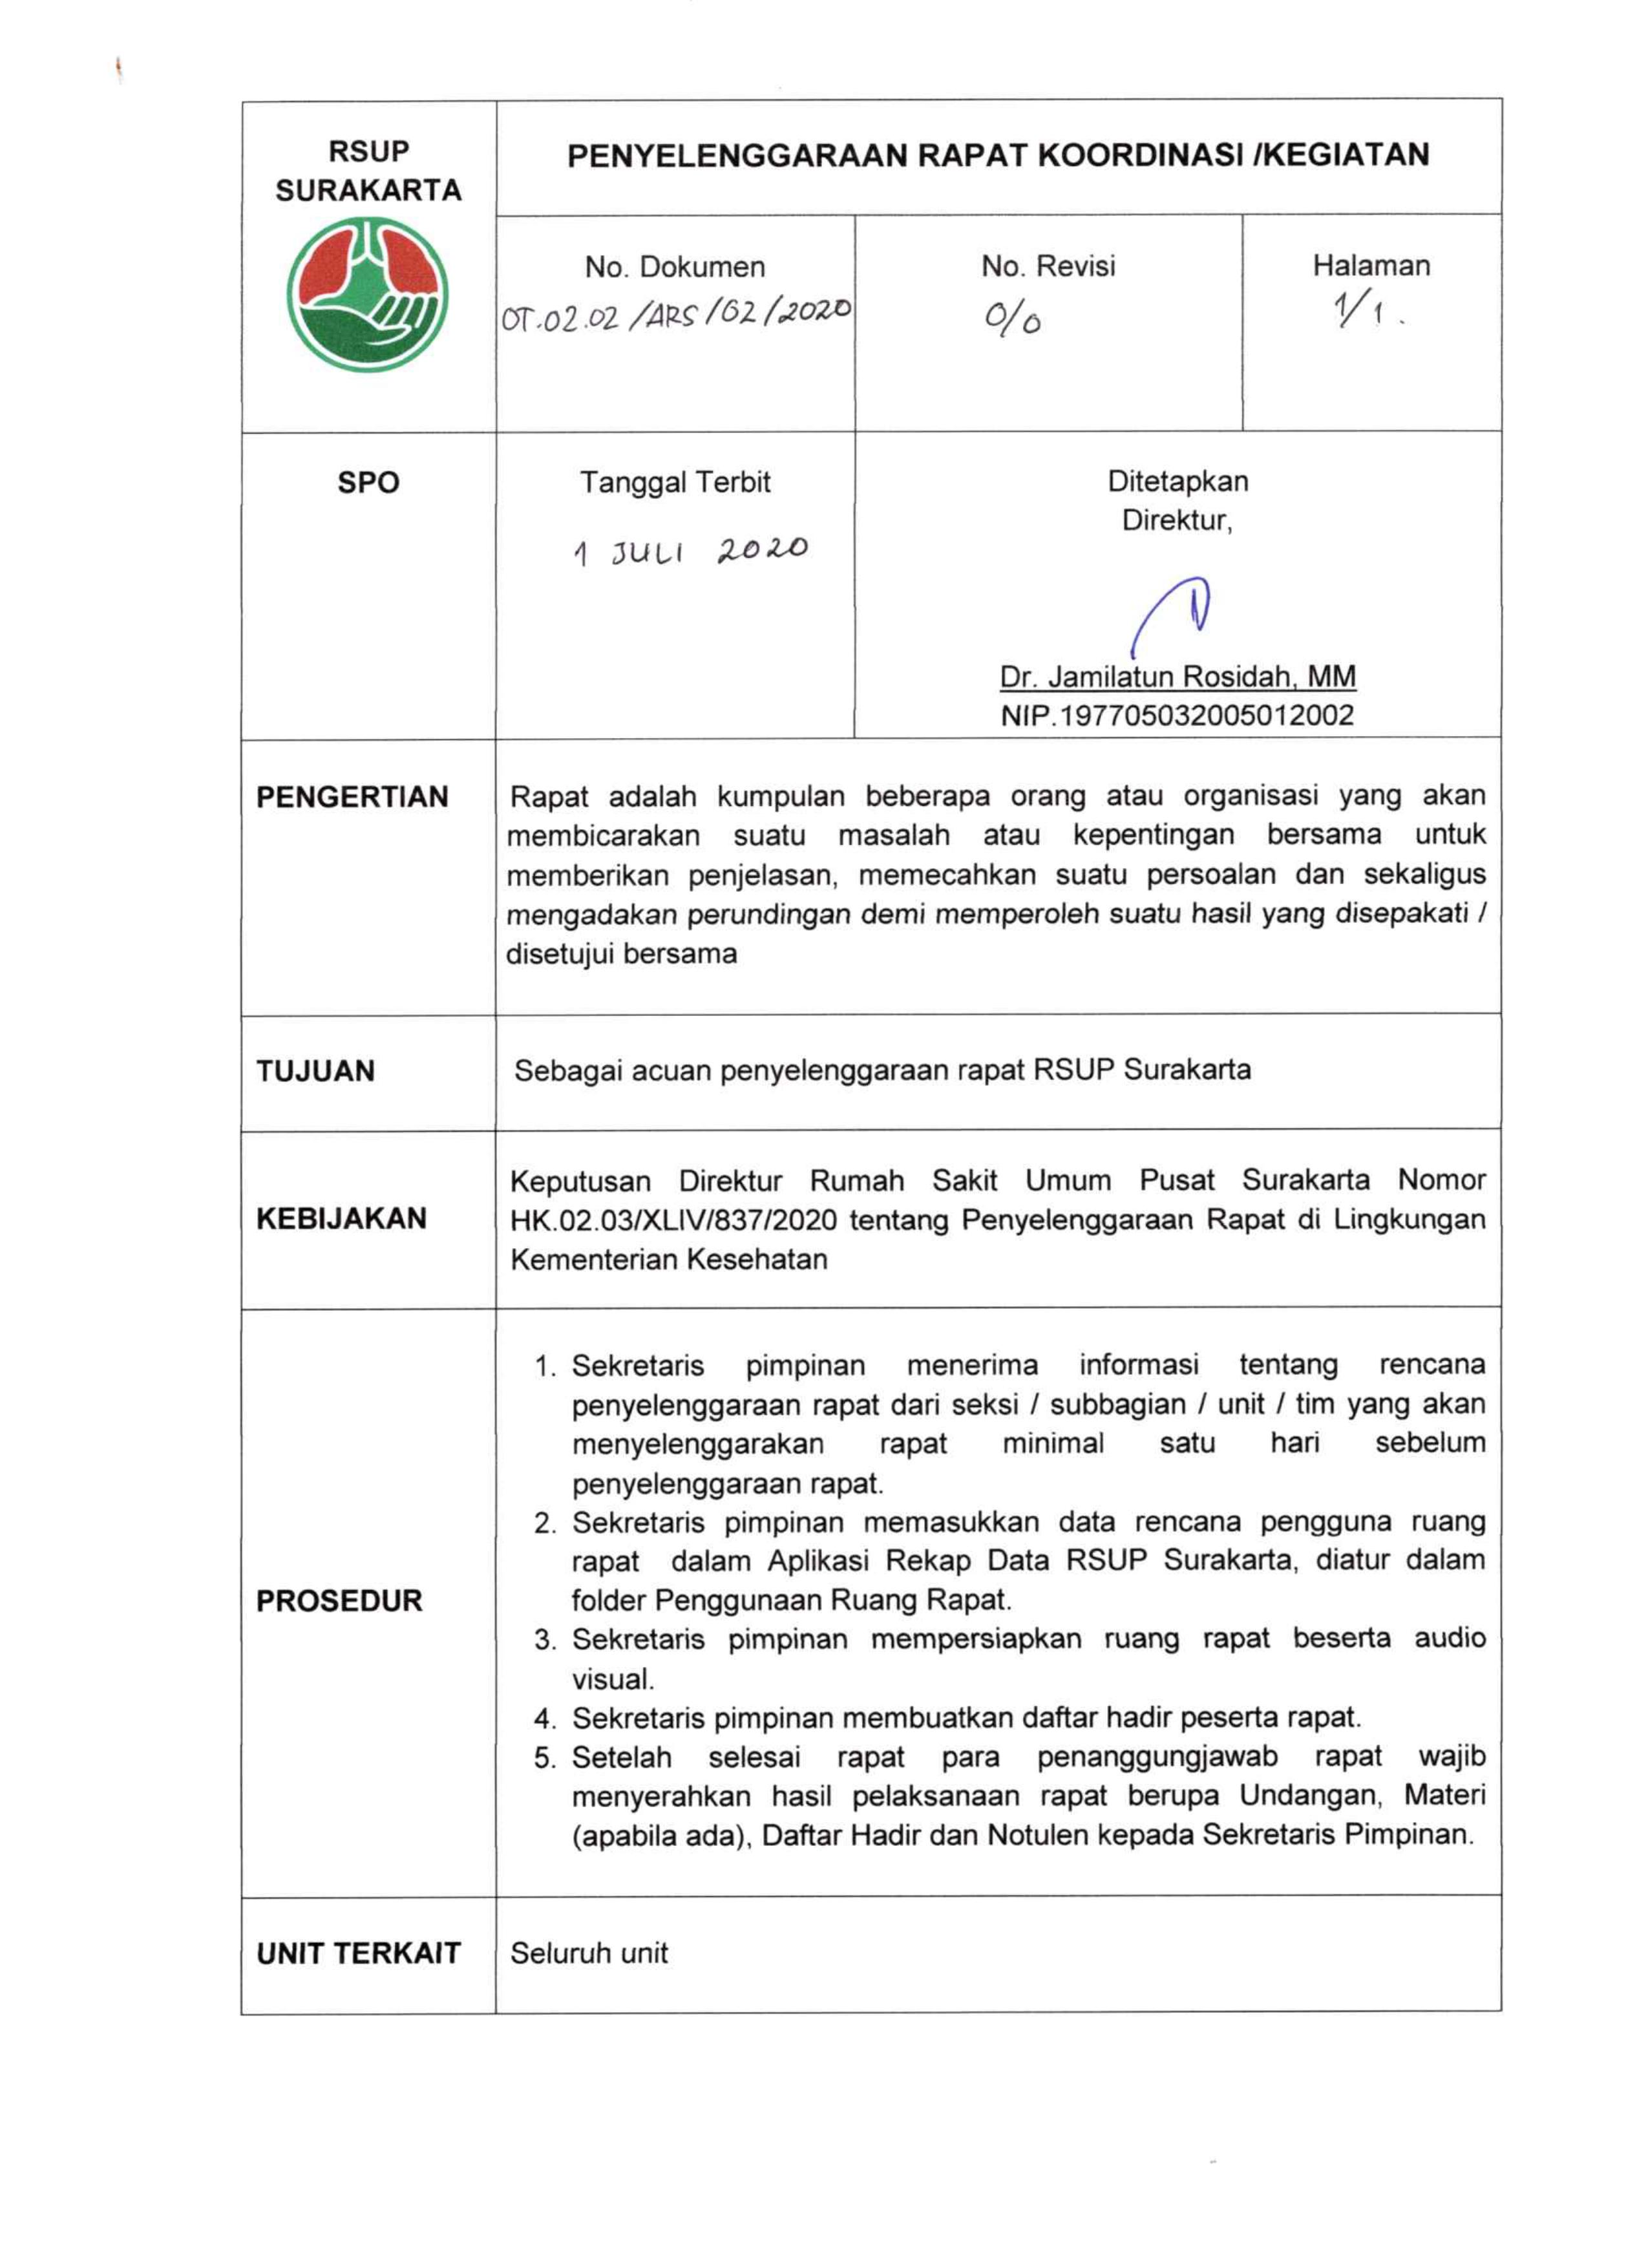 RSUP
SURAKARTA
PENYELENGGARAAN RAPAT KOORDINASI /KEGIATAN
No. Dokumen
OT.02.02 /ARS /62 /2020
No. Revisi
0/0
Halaman
1/1.
SPO
Tanggal Terbit
1 JULI 2020
Ditetapkan
Direktur,
Dr. Jamilatun Rosidah, MM
NIP.197705032005012002
PENGERTIAN
Rapat adalah kumpulan beberapa orang atau organisasi yang akan
membicarakan suatu masalah atau kepentingan bersama untuk
memberikan penjelasan, memecahkan suatu persoalan dan sekaligus
mengadakan perundingan demi memperoleh suatu hasil yang disepakati /
disetujui bersama
TUJUAN
Sebagai acuan penyelenggaraan rapat RSUP Surakarta
KEBIJAKAN
Keputusan Direktur Rumah Sakit Umum Pusat Surakarta Nomor
HK.02.03/XLIV/837/2020 tentang Penyelenggaraan Rapat di Lingkungan
Kementerian Kesehatan
PROSEDUR
1. Sekretaris pimpinan menerima informasi tentang rencana
penyelenggaraan rapat dari seksi / subbagian / unit / tim yang akan
menyelenggarakan rapat minimal satu hari sebelum
penyelenggaraan rapat.
2. Sekretaris pimpinan memasukkan data rencana pengguna ruang
rapat dalam Aplikasi Rekap Data RSUP Surakarta, diatur dalam
folder Penggunaan Ruang Rapat.
3. Sekretaris pimpinan mempersiapkan ruang rapat beserta audio
visual.
4. Sekretaris pimpinan membuatkan daftar hadir peserta rapat.
5. Setelah selesai rapat para penanggungjawab rapat wajib
menyerahkan hasil pelaksanaan rapat berupa Undangan, Materi
(apabila ada), Daftar Hadir dan Notulen kepada Sekretaris Pimpinan.
UNIT TERKAIT
Seluruh unit